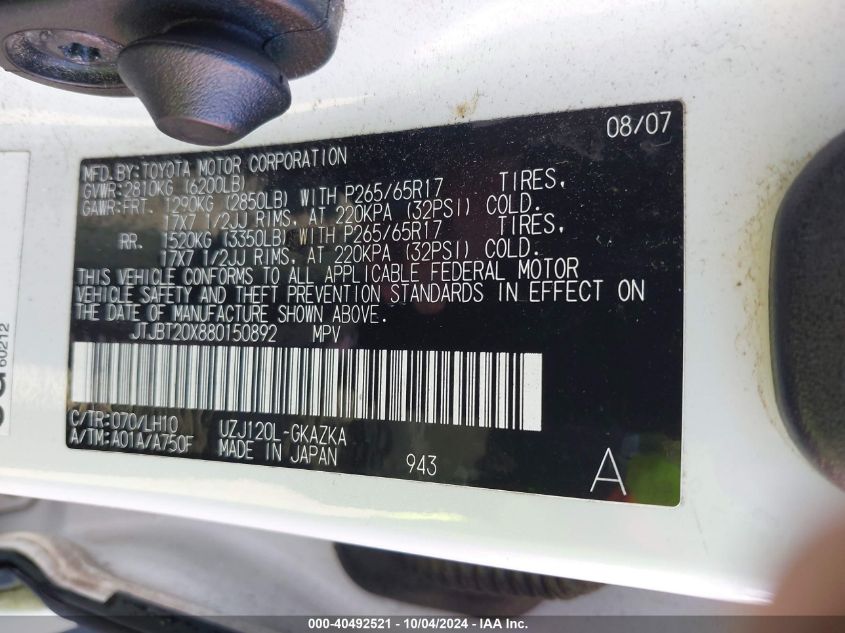 08/07
MFD. BY: TOYOTA MOTOR CORPORATION
GVWR: 2810KG (6200LB)
GAWR: FRT. 1290KG (2850LB) WITH P265/65R17 TIRES,
17X7 1/2JJ RIMS, AT 220KPA (32PSI) COLD.
RR. 1520KG (3350LB) WITH P265/65R17 TIRES,
17X7 1/2JJ RIMS, AT 220KPA (32PSI) COLD.
THIS VEHICLE CONFORMS TO ALL APPLICABLE FEDERAL MOTOR
VEHICLE SAFETY AND THEFT PREVENTION STANDARDS IN EFFECT ON
THE DATE OF MANUFACTURE SHOWN ABOVE.
JTJBT20X880150892 MPV
C/TR: 070/LH10 UZJ120L-GKAZKA
A/TM: A01A/A750F MADE IN JAPAN 943 A
60212
000-40492521 - 10/04/2024 - IAA Inc.